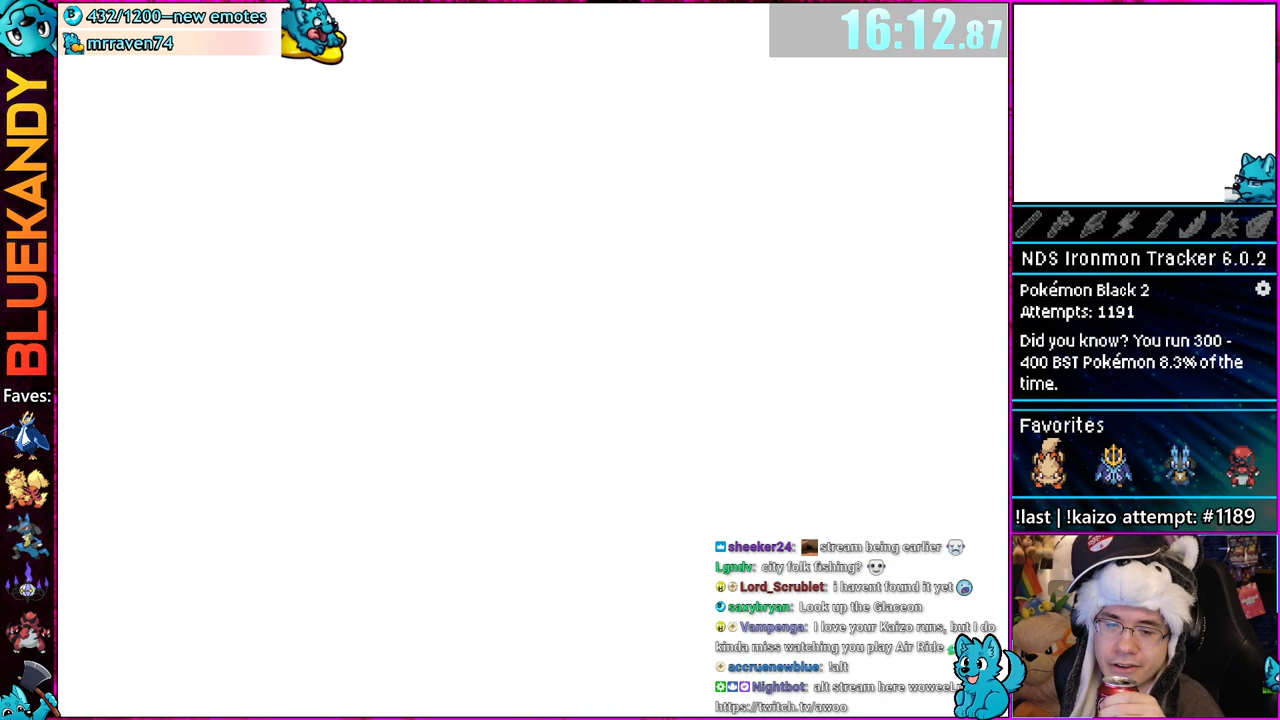 432/1200-new emotes
mrraven74
16:12.87
BLUEKANDY
Faves:
NDS Ironmon Tracker 6.0.2
Pokémon Black 2
Attempts: 1191
Did you know? You run 300 -
400 BST Pokémon 8.3% of the
time.
Favorites
!last | !kaizo attempt: #1189
sheeker24: stream being earlier
Lgndv: city folk fishing?
Lord_Scrublet: i havent found it yet
saxybryan: Look up the Glaceon
Vampenga: I love your Kaizo runs, but I do
kinda miss watching you play Air Ride
accruenewblue: !alt
Nightbot: alt stream here woweeL
https://twitch.tv/awoo